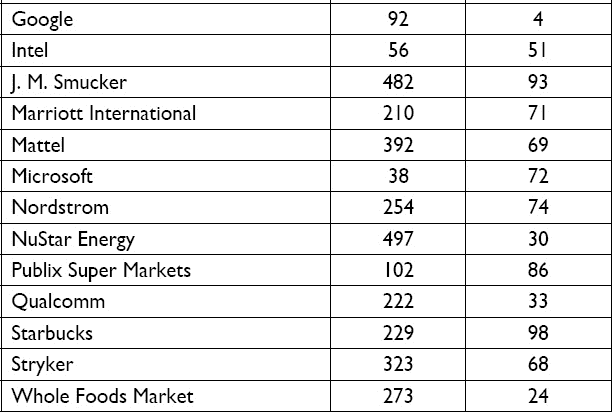 Google 92 4
Intel 56 51
J. M. Smucker 482 93
Marriott International 210 71
Mattel 392 69
Microsoft 38 72
Nordstrom 254 74
NuStar Energy 497 30
Publix Super Markets 102 86
Qualcomm 222 33
Starbucks 229 98
Stryker 323 68
Whole Foods Market 273 24